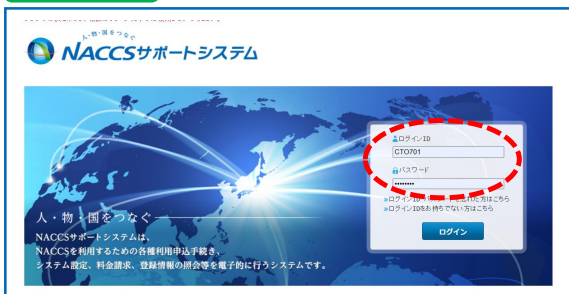 人・物・国をつなぐ
NACCSサポートシステム
ログインID
CTO701
パスワード
••••••••
»ログインIDをお持ちでない方はこちら
ログイン
人・物・国をつなぐ
NACCSサポートシステムは、
NACCSを利用するための各種利用申込手続き、
システム設定、料金請求、登録情報の照会等を電子的に行うシステムです。